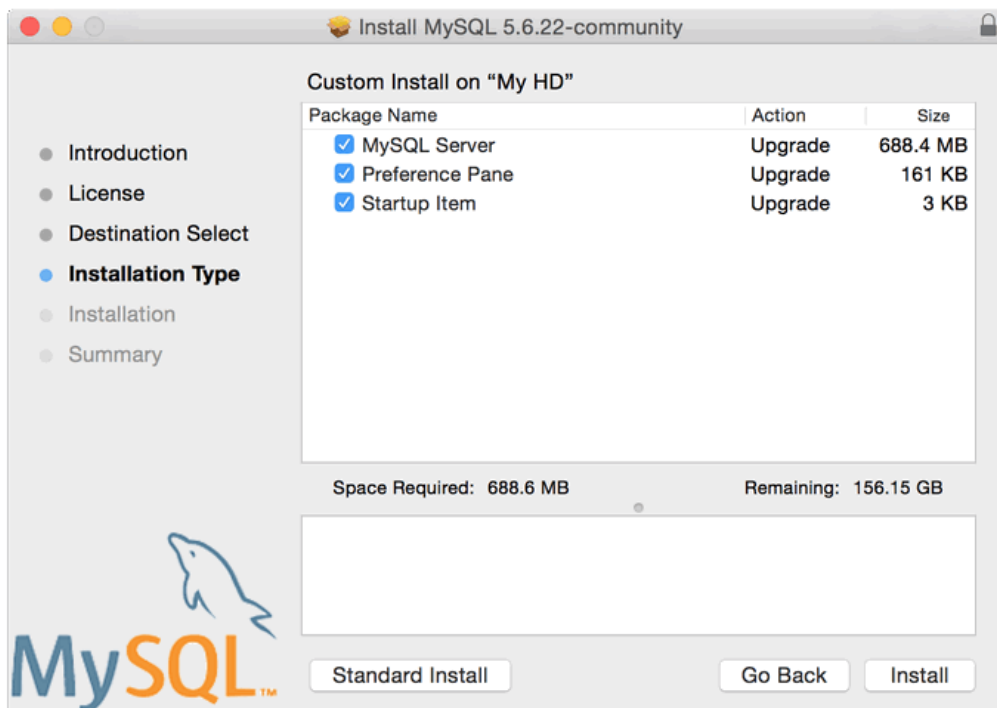 Install MySQL 5.6.22-community
Introduction
License
Destination Select
Installation Type
Installation
Summary
Custom Install on “My HD”
Package Name Action Size
MySQL Server Upgrade 688.4 MB
Preference Pane Upgrade 161 KB
Startup Item Upgrade 3 KB
Space Required: 688.6 MB Remaining: 156.15 GB
MySQL™
Standard Install Go Back Install